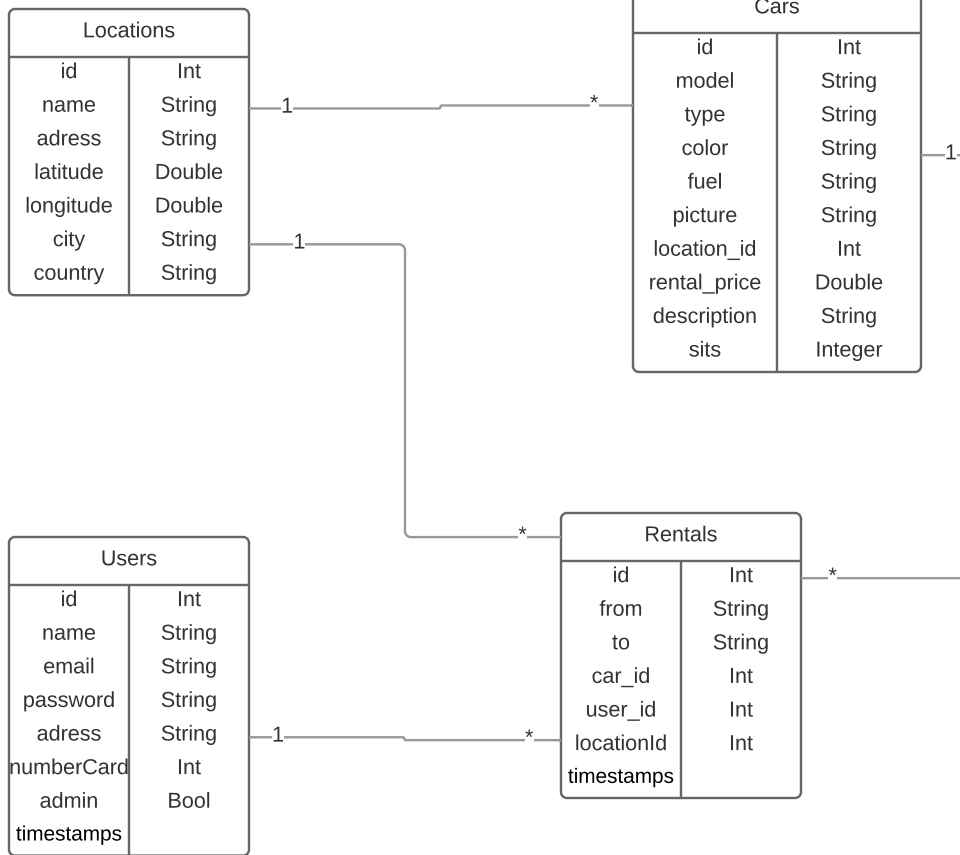 Locations
id Int
name String
adress String
latitude Double
longitude Double
city String
country String
1 *
1 *
Cars
id Int
model String
type String
color String
fuel String
picture String
location_id Int
rental_price Double
description String
sits Integer
1
Users
id Int
name String
email String
password String
adress String
numberCard Int
admin Bool
timestamps
1 *
Rentals
id Int
from String
to String
car_id Int
user_id Int
locationId Int
timestamps
*